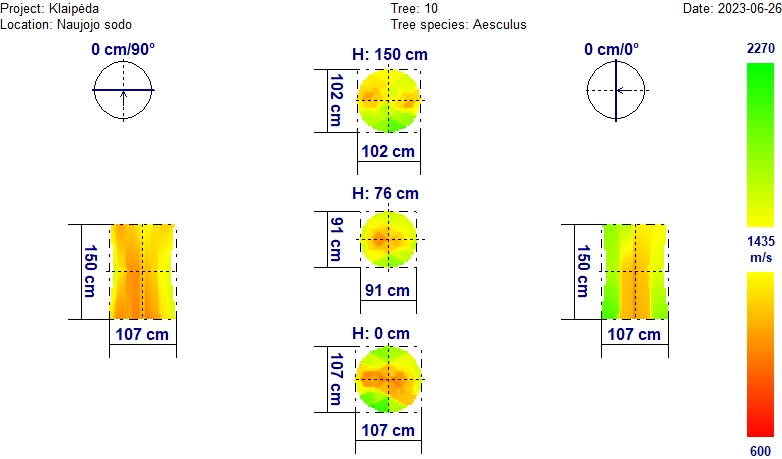 Project: Klaipėda
Tree: 10
Date: 2023-06-26
Location: Naujojo sodo
Tree species: Aesculus
0 cm/90°
H: 150 cm
0 cm/0°
2270
102 cm
102 cm
H: 76 cm
91 cm
91 cm
150 cm
107 cm
150 cm
107 cm
1435
m/s
H: 0 cm
107 cm
107 cm
600